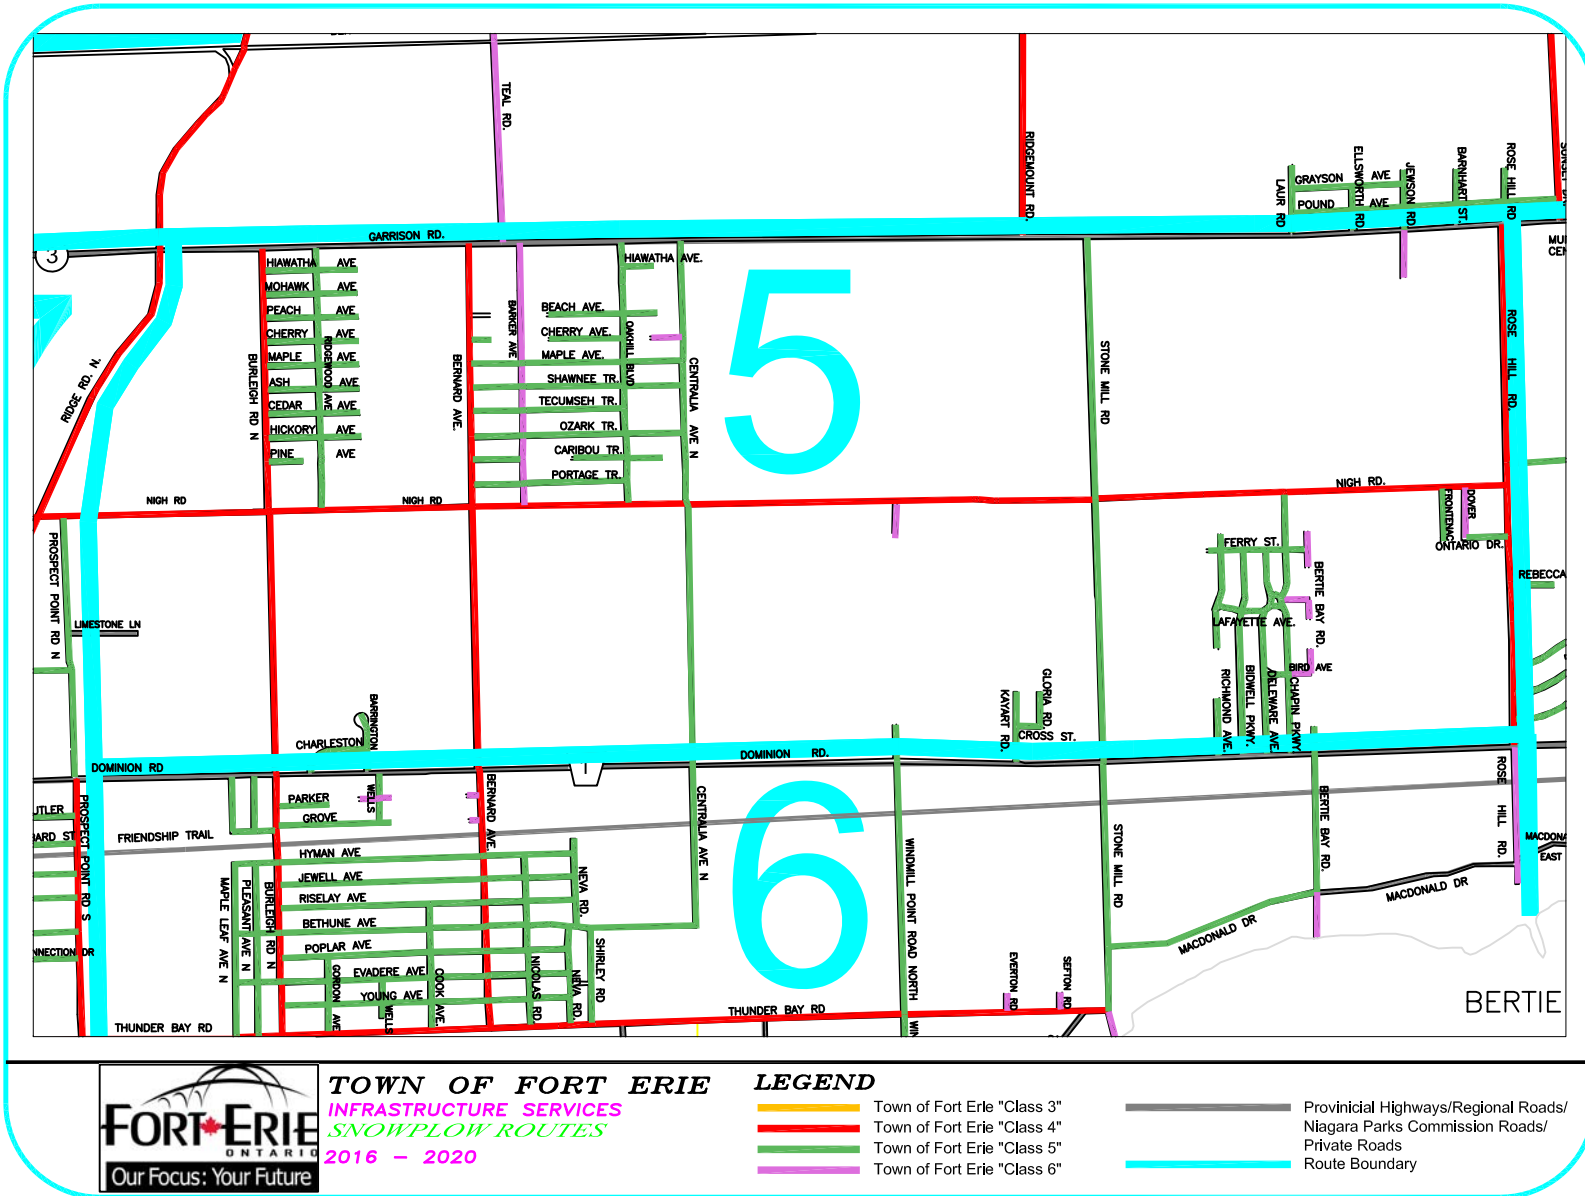 TEAL RD.
RIDGEMOUNT RD.
LAUR RD
GRAYSON AVE
POUND AVE
ELLSWORTH RD.
JEWSON RD
BARNHART ST.
ROSE HILL RD
GARRISON RD.
3
HIAWATHA AVE
MOHAWK AVE
PEACH AVE
CHERRY AVE
MAPLE AVE
ASH AVE
CEDAR AVE
HICKORY AVE
PINE AVE
RIDGEWOOD AVE
BURLEIGH RD N
RIDGE RD. N.
BERNARD AVE.
BARKER AVE
HIAWATHA AVE.
BEACH AVE.
CHERRY AVE.
MAPLE AVE.
SHAWNEE TR.
TECUMSEH TR.
OZARK TR.
CARIBOU TR.
PORTAGE TR.
OAKHILL BLVD
CENTRALIA AVE N
5
STONE MILL RD
ROSE HILL RD.
NIGH RD
NIGH RD
NIGH RD.
PROSPECT POINT RD N
LIMESTONE LN
FRONTENAC
DOVER
ONTARIO DR.
REBECCA
FERRY ST.
BERTIE BAY RD.
LAFAYETTE AVE.
BIRD AVE
RICHMOND AVE.
BIDWELL PKWY.
DELEWARE AVE.
CHAPIN PKWY.
KAYART RD.
GLORIA RD.
CROSS ST.
BARRINGTON
CHARLESTON
DOMINION RD
DOMINION RD.
PARKER
GROVE
WELLS
BERNARD AVE.
PROSPECT POINT RD S
FRIENDSHIP TRAIL
HYMAN AVE
JEWELL AVE
RISELAY AVE
BETHUNE AVE
POPLAR AVE
EVADERE AVE
YOUNG AVE
MAPLE LEAF AVE N
PLEASANT AVE N
BURLEIGH RD N
GORDON AVE
WELLS
COOK AVE.
NICOLAS RD.
NEVA RD.
NEVA RD.
SHIRLEY RD
CENTRALIA AVE N
6
WINDMILL POINT ROAD NORTH
STONE MILL RD
BERTIE BAY RD.
ROSE HILL RD.
EAST
MACDONALD DR
MACDONALD DR
EVERTON RD
SEFTON RD
THUNDER BAY RD
THUNDER BAY RD
BERTIE
FORT ERIE
ONTARIO
Our Focus: Your Future
TOWN OF FORT ERIE
INFRASTRUCTURE SERVICES
SNOWPLOW ROUTES
2016 – 2020
LEGEND
Town of Fort Erie "Class 3"
Town of Fort Erie "Class 4"
Town of Fort Erie "Class 5"
Town of Fort Erie "Class 6"
Provinicial Highways/Regional Roads/
Niagara Parks Commission Roads/
Private Roads
Route Boundary